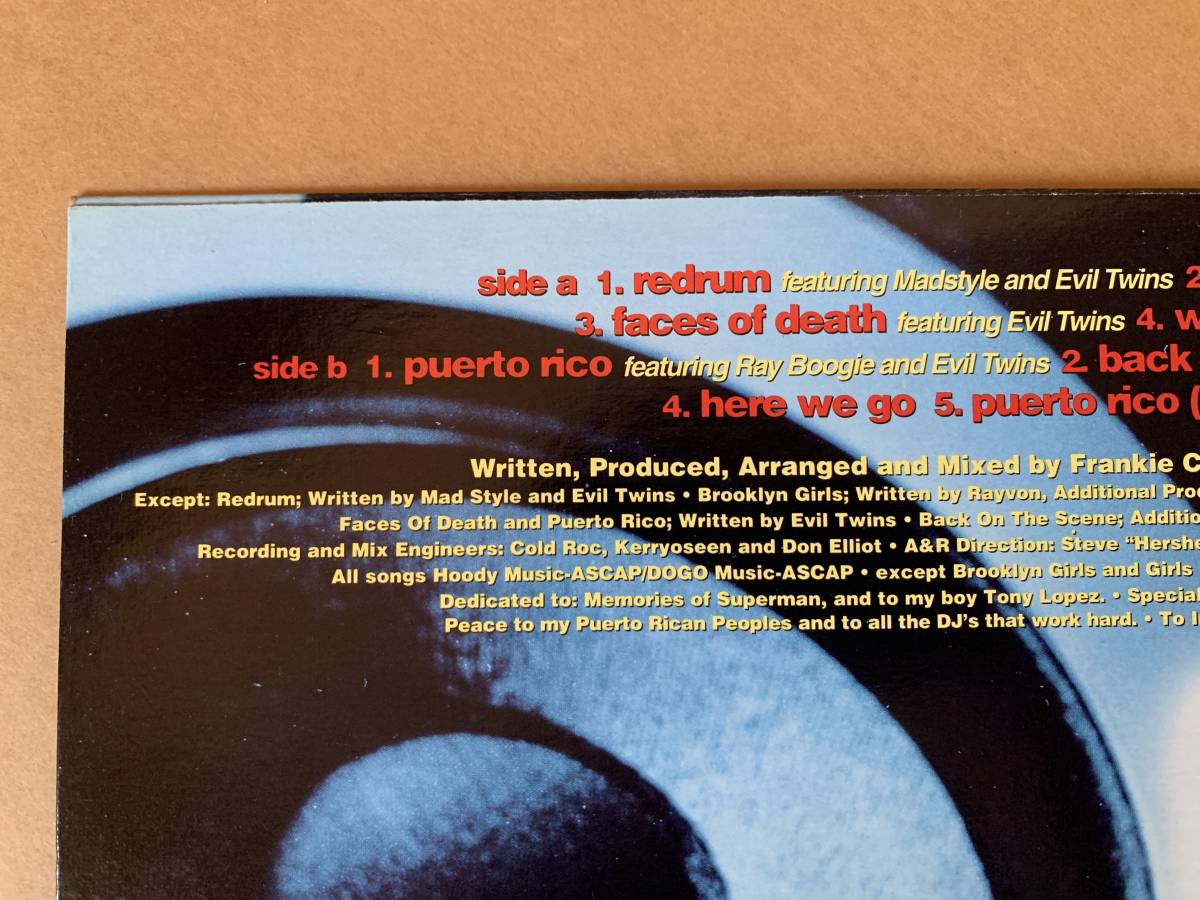 side a 1. redrum featuring Madstyle and Evil Twins 2
3. faces of death featuring Evil Twins 4. w
side b 1. puerto rico featuring Ray Boogie and Evil Twins 2. back
4. here we go 5. puerto rico (
Written, Produced, Arranged and Mixed by Frankie C
Except: Redrum; Written by Mad Style and Evil Twins • Brooklyn Girls; Written by Rayvon, Additional Prod
Faces Of Death and Puerto Rico; Written by Evil Twins • Back On The Scene; Additio
Recording and Mix Engineers: Cold Roc, Kerryoseen and Don Elliot • A&R Direction: Steve "Hershe
All songs Hoody Music-ASCAP/DOGO Music-ASCAP • except Brooklyn Girls and Girls
Dedicated to: Memories of Superman, and to my boy Tony Lopez. • Special
Peace to my Puerto Rican Peoples and to all the DJ's that work hard. • To